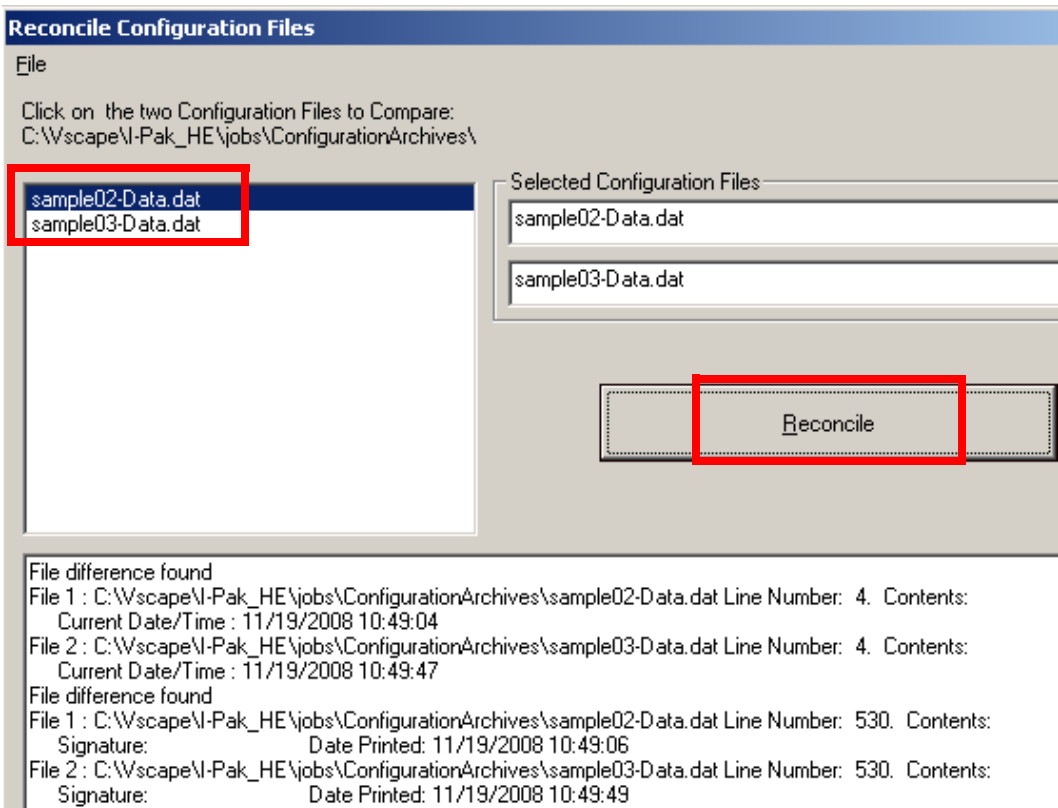 Reconcile Configuration Files
File
Click on the two Configuration Files to Compare:
C:\Vscape\I-Pak_HE\jobs\ConfigurationArchives\
sample02-Data.dat
sample03-Data.dat
Selected Configuration Files
sample02-Data.dat
sample03-Data.dat
Reconcile
File difference found
File 1 : C:\Vscape\I-Pak_HE\jobs\ConfigurationArchives\sample02-Data.dat Line Number: 4. Contents:
Current Date/Time : 11/19/2008 10:49:04
File 2 : C:\Vscape\I-Pak_HE\jobs\ConfigurationArchives\sample03-Data.dat Line Number: 4. Contents:
Current Date/Time : 11/19/2008 10:49:47
File difference found
File 1 : C:\Vscape\I-Pak_HE\jobs\ConfigurationArchives\sample02-Data.dat Line Number: 530. Contents:
Signature: Date Printed: 11/19/2008 10:49:06
File 2 : C:\Vscape\I-Pak_HE\jobs\ConfigurationArchives\sample03-Data.dat Line Number: 530. Contents:
Signature: Date Printed: 11/19/2008 10:49:49